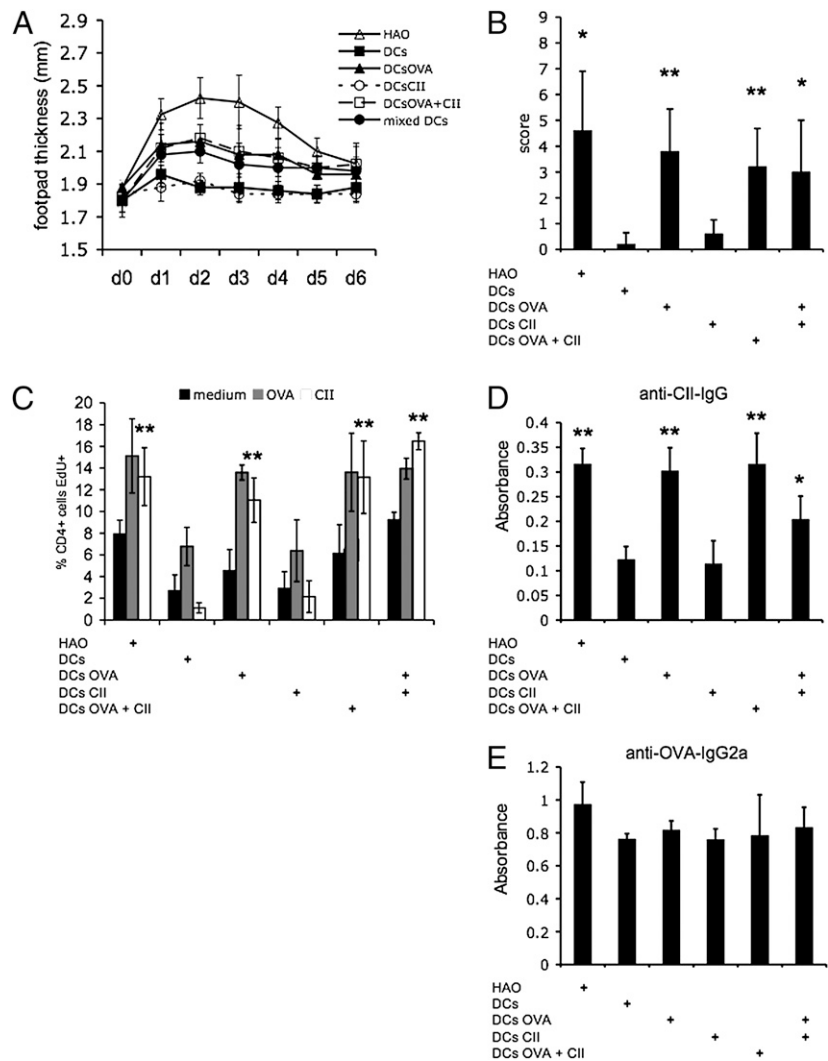 A
footpad thickness (mm)
2.9
2.7
2.5
2.3
2.1
1.9
1.7
1.5
d0 d1 d2 d3 d4 d5 d6
HAO
DCs
DCsOVA
DCsCII
DCsOVA+CII
mixed DCs
B
score
9
8
7
6
5
4
3
2
1
0
* ** ** *
HAO +
DCs +
DCs OVA + +
DCs CII + +
DCs OVA + CII +
C
medium OVA CII
% CD4+ cells EdU+
20
18
16
14
12
10
8
6
4
2
0
** ** ** **
HAO +
DCs +
DCs OVA + +
DCs CII + +
DCs OVA + CII +
D
anti-CII-IgG
Absorbance
0.4
0.35
0.3
0.25
0.2
0.15
0.1
0.05
0
** ** ** *
HAO +
DCs +
DCs OVA + +
DCs CII + +
DCs OVA + CII +
E
anti-OVA-IgG2a
Absorbance
1.2
1
0.8
0.6
0.4
0.2
0
HAO +
DCs +
DCs OVA + +
DCs CII + +
DCs OVA + CII +